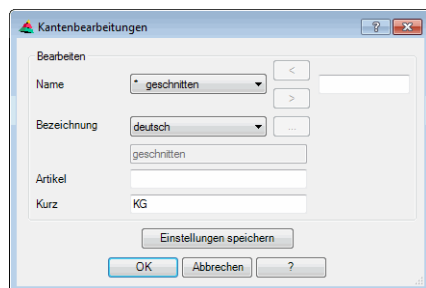 Kantenbearbeitungen
?
Bearbeiten
Name * geschnitten <
>
Bezeichnung deutsch ...
geschnitten
Artikel
Kurz KG
Einstellungen speichern
OK Abbrechen ?